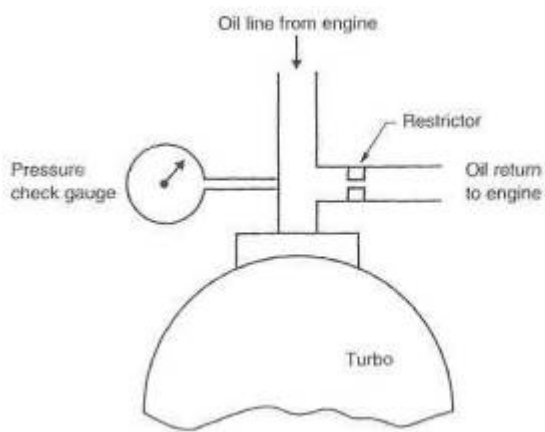 Oil line from engine
Restrictor
Pressure
check gauge
Oil return
to engine
Turbo